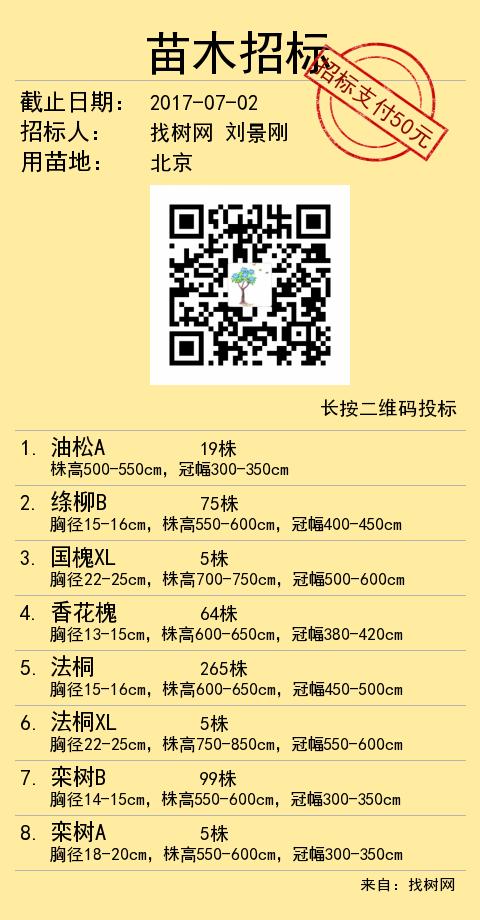 苗木招标
招标支付50元
截止日期： 2017-07-02
招标人： 找树网 刘景刚
用苗地： 北京
长按二维码投标
1. 油松A 19株
株高500-550cm，冠幅300-350cm
2. 绦柳B 75株
胸径15-16cm，株高550-600cm，冠幅400-450cm
3. 国槐XL 5株
胸径22-25cm，株高700-750cm，冠幅500-600cm
4. 香花槐 64株
胸径13-15cm，株高600-650cm，冠幅380-420cm
5. 法桐 265株
胸径15-16cm，株高600-650cm，冠幅450-500cm
6. 法桐XL 5株
胸径22-25cm，株高750-850cm，冠幅550-600cm
7. 栾树B 99株
胸径14-15cm，株高550-600cm，冠幅300-350cm
8. 栾树A 5株
胸径18-20cm，株高550-600cm，冠幅300-350cm
来自：找树网